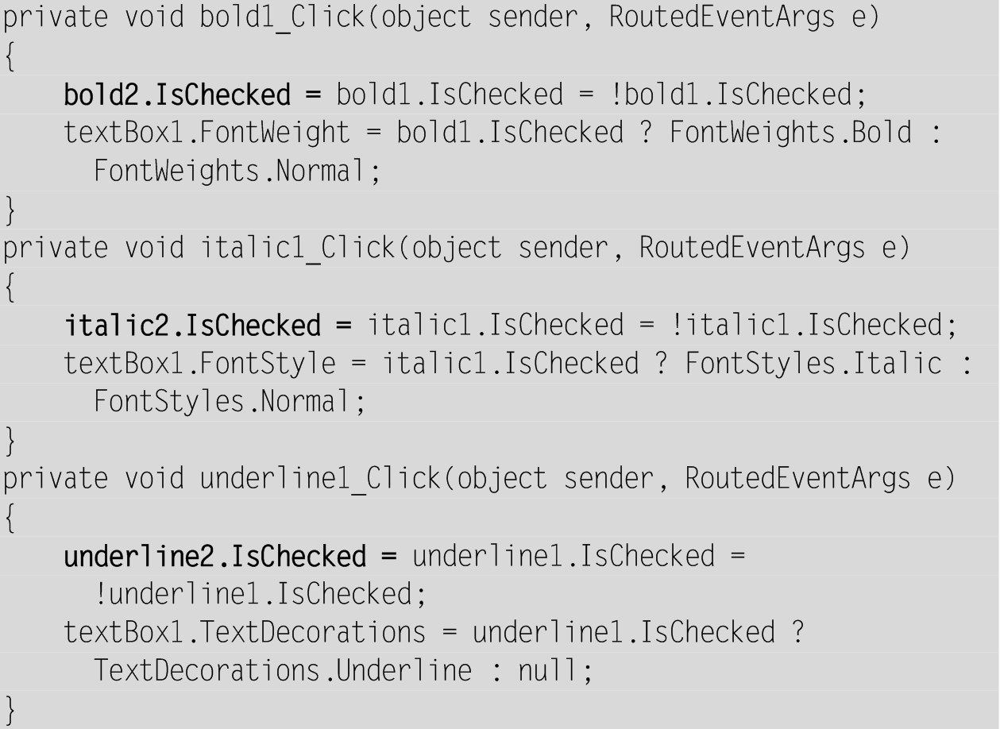 private void bold1_Click(object sender, RoutedEventArgs e)
{
    bold2.IsChecked = bold1.IsChecked = !bold1.IsChecked;
    textBox1.FontWeight = bold1.IsChecked ? FontWeights.Bold :
      FontWeights.Normal;
}
private void italic1_Click(object sender, RoutedEventArgs e)
{
    italic2.IsChecked = italic1.IsChecked = !italic1.IsChecked;
    textBox1.FontStyle = italic1.IsChecked ? FontStyles.Italic :
      FontStyles.Normal;
}
private void underline1_Click(object sender, RoutedEventArgs e)
{
    underline2.IsChecked = underline1.IsChecked =
      !underline1.IsChecked;
    textBox1.TextDecorations = underline1.IsChecked ?
      TextDecorations.Underline : null;
}